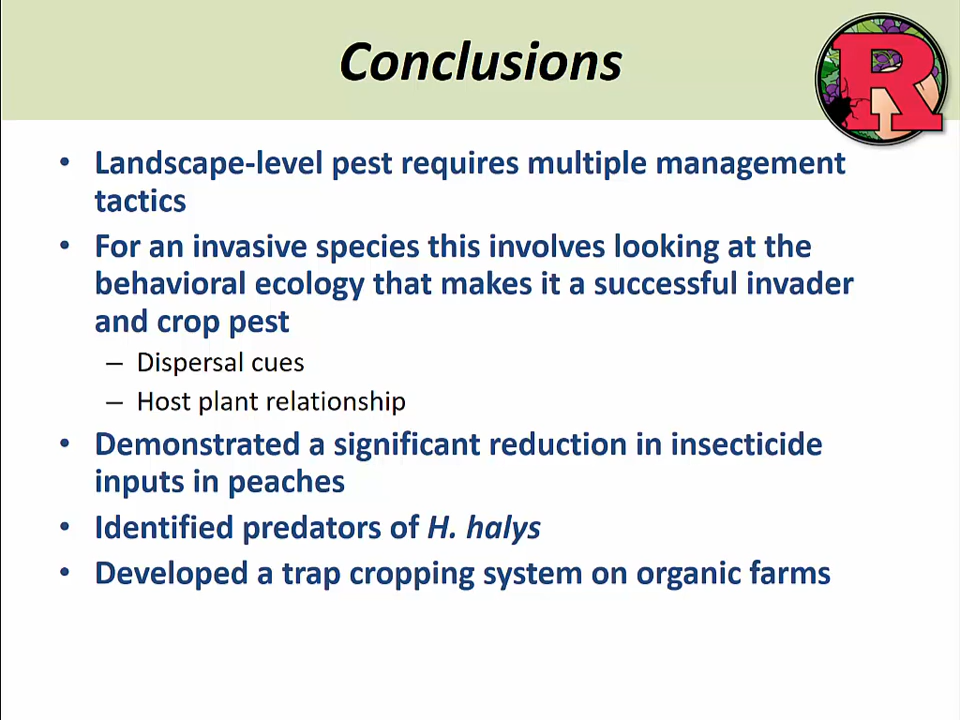 Conclusions
R
• Landscape-level pest requires multiple management
tactics
• For an invasive species this involves looking at the
behavioral ecology that makes it a successful invader
and crop pest
– Dispersal cues
– Host plant relationship
• Demonstrated a significant reduction in insecticide
inputs in peaches
• Identified predators of H. halys
• Developed a trap cropping system on organic farms